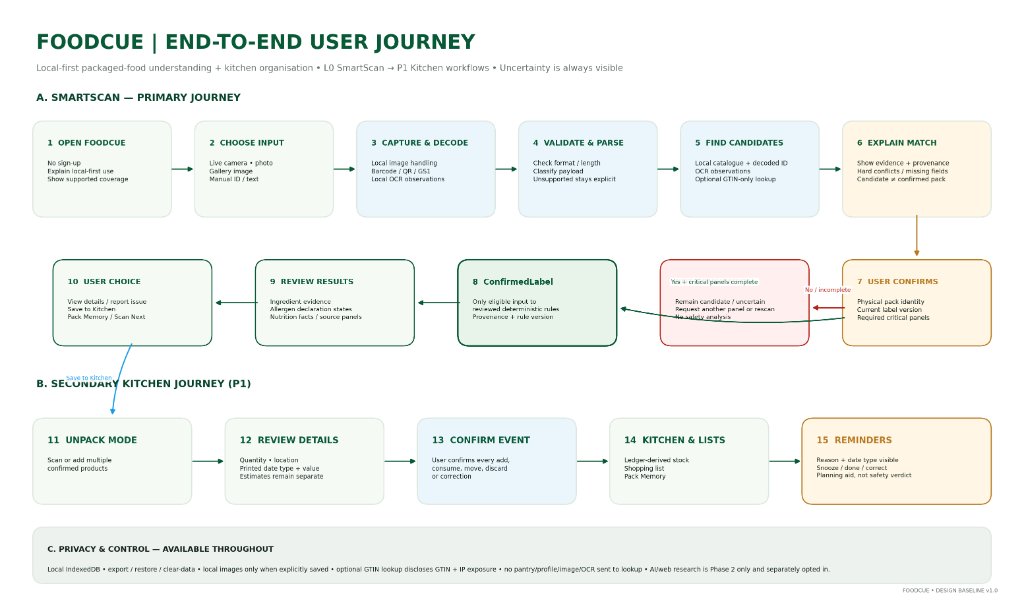 FOODCUE | END-TO-END USER JOURNEY
Local-first packaged-food understanding + kitchen organisation • L0 SmartScan → P1 Kitchen workflows • Uncertainty is always visible
A. SMARTSCAN — PRIMARY JOURNEY
1 OPEN FOODCUE
No sign-up
Explain local-first use
Show supported coverage
2 CHOOSE INPUT
Live camera • photo
Gallery image
Manual ID / text
3 CAPTURE & DECODE
Local image handling
Barcode / QR / GS1
Local OCR observations
4 VALIDATE & PARSE
Check format / length
Classify payload
Unsupported stays explicit
5 FIND CANDIDATES
Local catalogue + decoded ID
OCR observations
Optional GTIN-only lookup
6 EXPLAIN MATCH
Show evidence + provenance
Hard conflicts / missing fields
Candidate ≠ confirmed pack
7 USER CONFIRMS
Physical pack identity
Current label version
Required critical panels
No / incomplete
Yes + critical panels complete
Remain candidate / uncertain
Request another panel or rescan
No safety analysis
8 ConfirmedLabel
Only eligible input to
reviewed deterministic rules
Provenance + rule version
9 REVIEW RESULTS
Ingredient evidence
Allergen declaration states
Nutrition facts / source panels
10 USER CHOICE
View details / report issue
Save to Kitchen
Pack Memory / Scan Next
Save to Kitchen
B. SECONDARY KITCHEN JOURNEY (P1)
11 UNPACK MODE
Scan or add multiple
confirmed products
12 REVIEW DETAILS
Quantity • location
Printed date type + value
Estimates remain separate
13 CONFIRM EVENT
User confirms every add,
consume, move, discard
or correction
14 KITCHEN & LISTS
Ledger-derived stock
Shopping list
Pack Memory
15 REMINDERS
Reason + date type visible
Snooze / done / correct
Planning aid, not safety verdict
C. PRIVACY & CONTROL — AVAILABLE THROUGHOUT
Local IndexedDB • export / restore / clear-data • local images only when explicitly saved • optional GTIN lookup discloses GTIN + IP exposure • no pantry/profile/image/OCR sent to lookup • AI/web research is Phase 2 only and separately opted in.
FOODCUE • DESIGN BASELINE v1.0